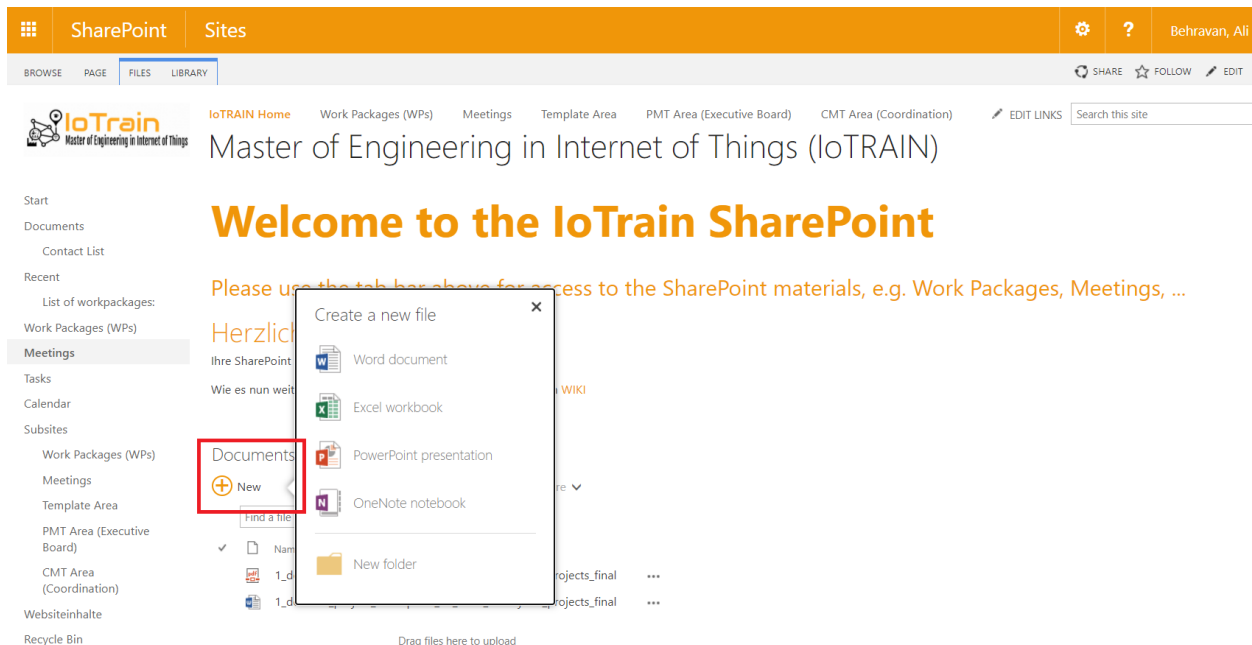 SharePoint Sites ? Behravan, Ali
BROWSE PAGE FILES LIBRARY SHARE FOLLOW EDIT
IoTrain
Master of Engineering in Internet of Things
IoTRAIN Home Work Packages (WPs) Meetings Template Area PMT Area (Executive Board) CMT Area (Coordination) EDIT LINKS Search this site
Master of Engineering in Internet of Things (IoTRAIN)
Start
Documents
Contact List
Recent
List of workpackages:
Work Packages (WPs)
Meetings
Tasks
Calendar
Subsites
Work Packages (WPs)
Meetings
Template Area
PMT Area (Executive
Board)
CMT Area
(Coordination)
Websiteinhalte
Recycle Bin
Welcome to the IoTrain SharePoint
Please use the tab bar above for access to the SharePoint materials, e.g. Work Packages, Meetings, ...
Herzlic
Ihre SharePoint
Wie es nun weit WIKI
Create a new file
Word document
Excel workbook
PowerPoint presentation
OneNote notebook
New folder
Documents
New
Find a file
Nam
1_d rojects_final ...
1_d projects_final ...
Drag files here to upload